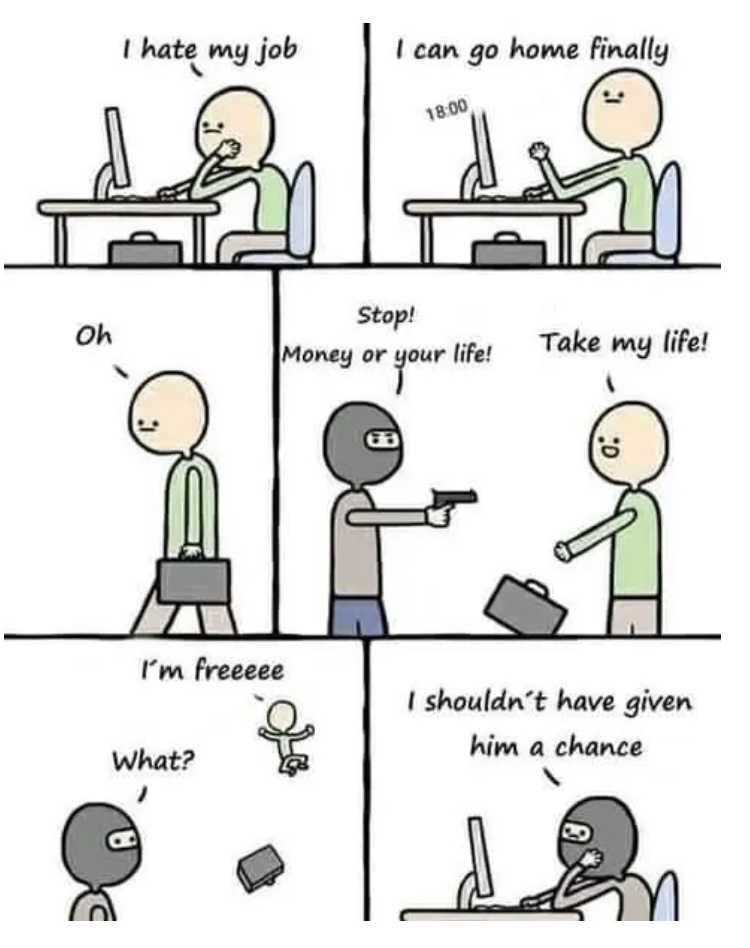 I hate my job
I can go home finally
18:00
Oh
Stop!
Money or your life!
Take my life!
I´m freeeee
What?
I shouldn´t have given
him a chance